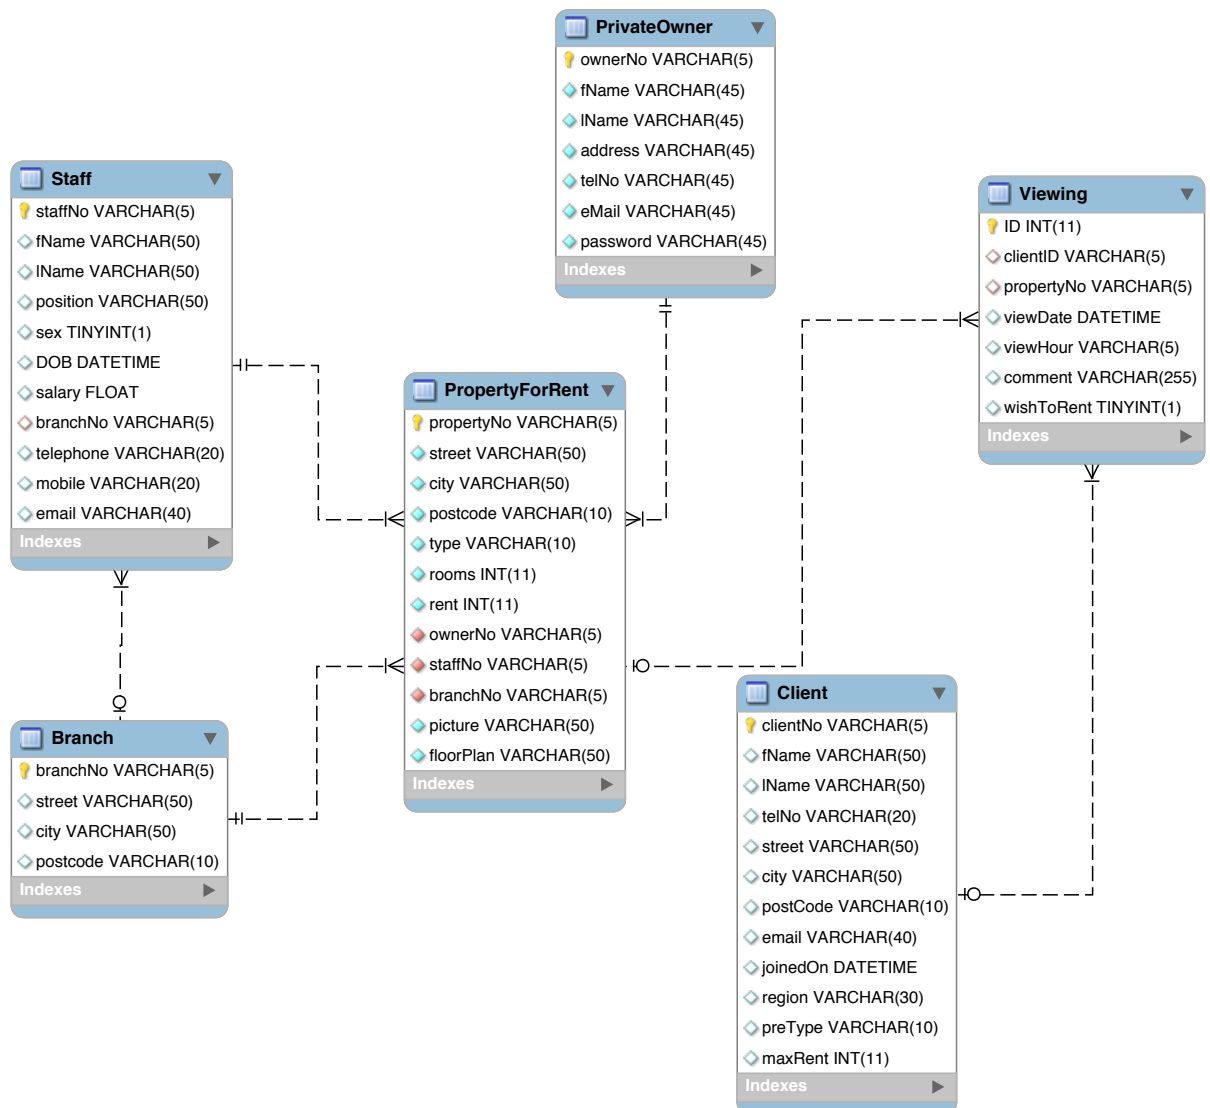 PrivateOwner
ownerNo VARCHAR(5)
fName VARCHAR(45)
lName VARCHAR(45)
address VARCHAR(45)
telNo VARCHAR(45)
eMail VARCHAR(45)
password VARCHAR(45)
Indexes
Staff
staffNo VARCHAR(5)
fName VARCHAR(50)
lName VARCHAR(50)
position VARCHAR(50)
sex TINYINT(1)
DOB DATETIME
salary FLOAT
branchNo VARCHAR(5)
telephone VARCHAR(20)
mobile VARCHAR(20)
email VARCHAR(40)
Indexes
Viewing
ID INT(11)
clientID VARCHAR(5)
propertyNo VARCHAR(5)
viewDate DATETIME
viewHour VARCHAR(5)
comment VARCHAR(255)
wishToRent TINYINT(1)
Indexes
PropertyForRent
propertyNo VARCHAR(5)
street VARCHAR(50)
city VARCHAR(50)
postcode VARCHAR(10)
type VARCHAR(10)
rooms INT(11)
rent INT(11)
ownerNo VARCHAR(5)
staffNo VARCHAR(5)
branchNo VARCHAR(5)
picture VARCHAR(50)
floorPlan VARCHAR(50)
Indexes
Branch
branchNo VARCHAR(5)
street VARCHAR(50)
city VARCHAR(50)
postcode VARCHAR(10)
Indexes
Client
clientNo VARCHAR(5)
fName VARCHAR(50)
lName VARCHAR(50)
telNo VARCHAR(20)
street VARCHAR(50)
city VARCHAR(50)
postCode VARCHAR(10)
email VARCHAR(40)
joinedOn DATETIME
region VARCHAR(30)
preType VARCHAR(10)
maxRent INT(11)
Indexes